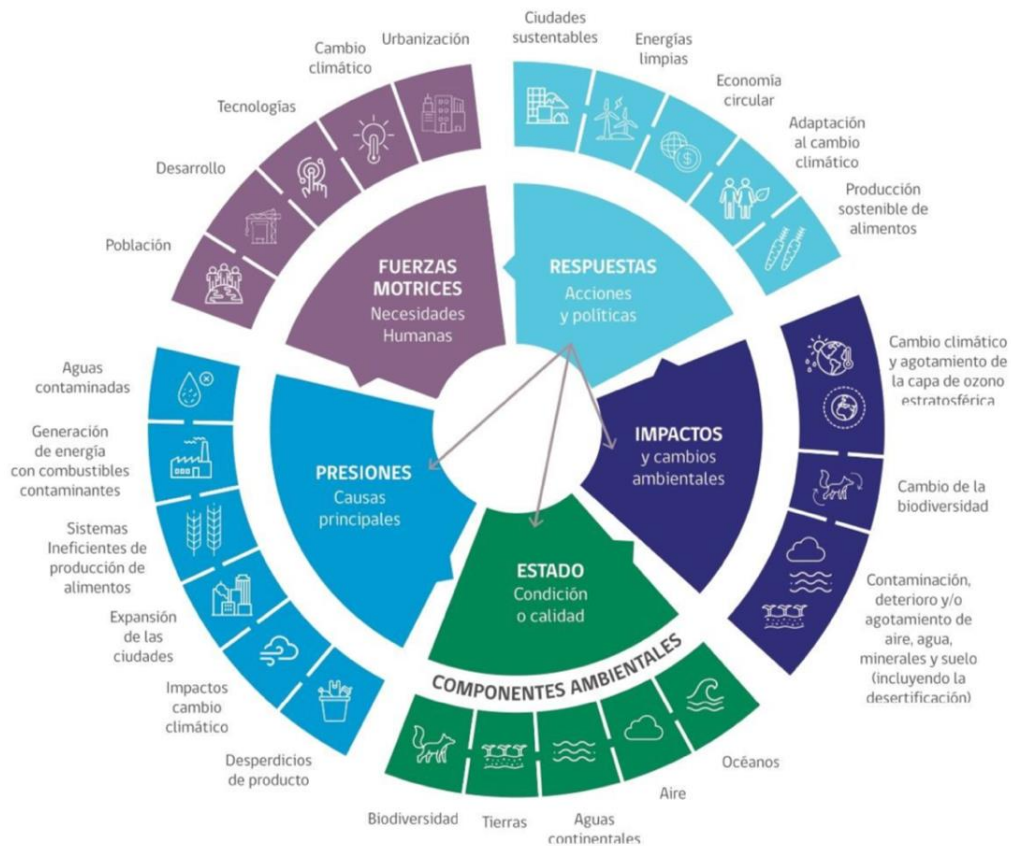 Urbanización
Cambio
climático
Tecnologías
Desarrollo
Población
Ciudades
sustentables
Energías
limpias
Economía
circular
Adaptación
al cambio
climático
Producción
sostenible de
alimentos
FUERZAS
MOTRICES
Necesidades
Humanas
RESPUESTAS
Acciones
y políticas
Aguas
contaminadas
Generación
de energía
con combustibles
contaminantes
Sistemas
Ineficientes de
producción de
alimentos
Expansión
de las
ciudades
Impactos
cambio
climático
Desperdicios
de producto
PRESIONES
Causas
principales
IMPACTOS
y cambios
ambientales
Cambio climático
y agotamiento de
la capa de ozono
estratosférica
Cambio de la
biodiversidad
Contaminación,
deterioro y/o
agotamiento de
aire, agua,
minerales y suelo
(incluyendo la
desertificación)
ESTADO
Condición
o calidad
COMPONENTES AMBIENTALES
Biodiversidad
Tierras
Aguas
continentales
Aire
Océanos